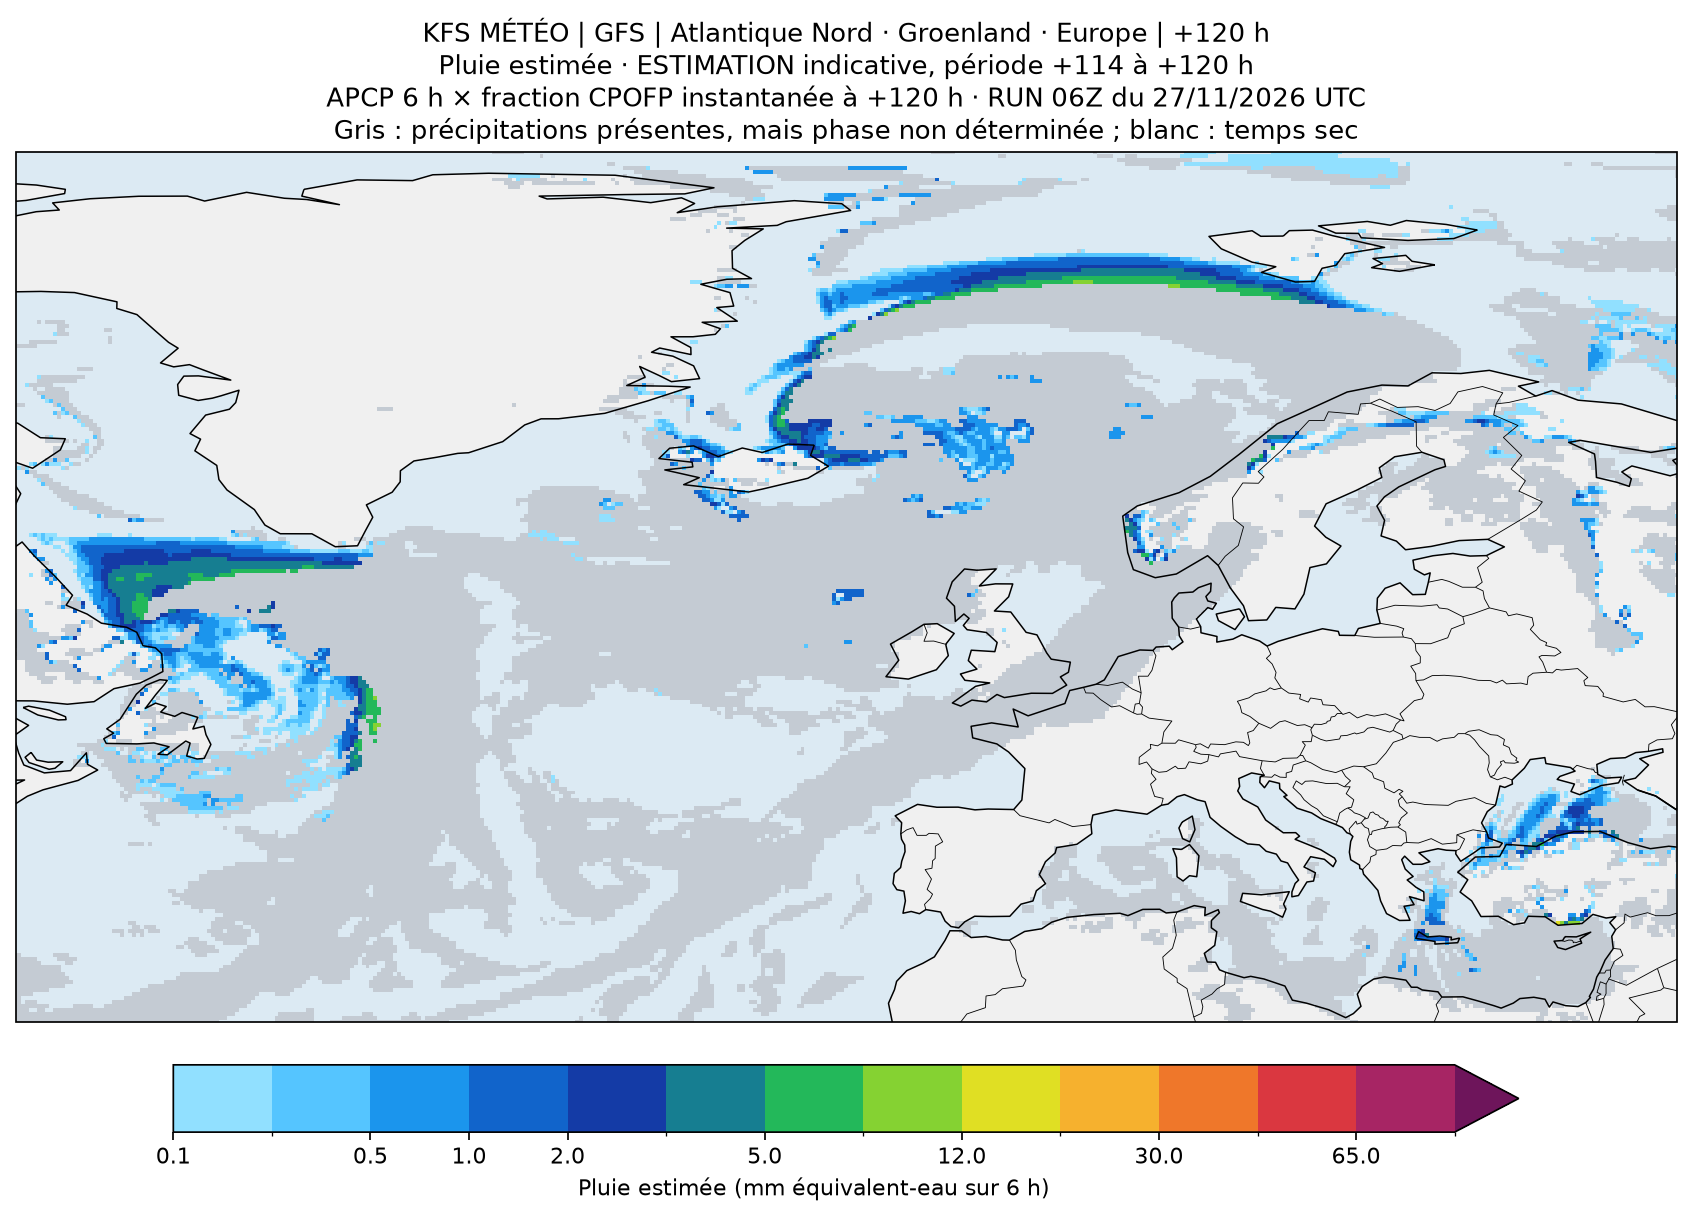 KFS MÉTÉO | GFS | Atlantique Nord · Groenland · Europe | +120 h
Pluie estimée · ESTIMATION indicative, période +114 à +120 h
APCP 6 h × fraction CPOFP instantanée à +120 h · RUN 06Z du 27/11/2026 UTC
Gris : précipitations présentes, mais phase non déterminée ; blanc : temps sec
0.1 0.5 1.0 2.0 5.0 12.0 30.0 65.0
Pluie estimée (mm équivalent-eau sur 6 h)